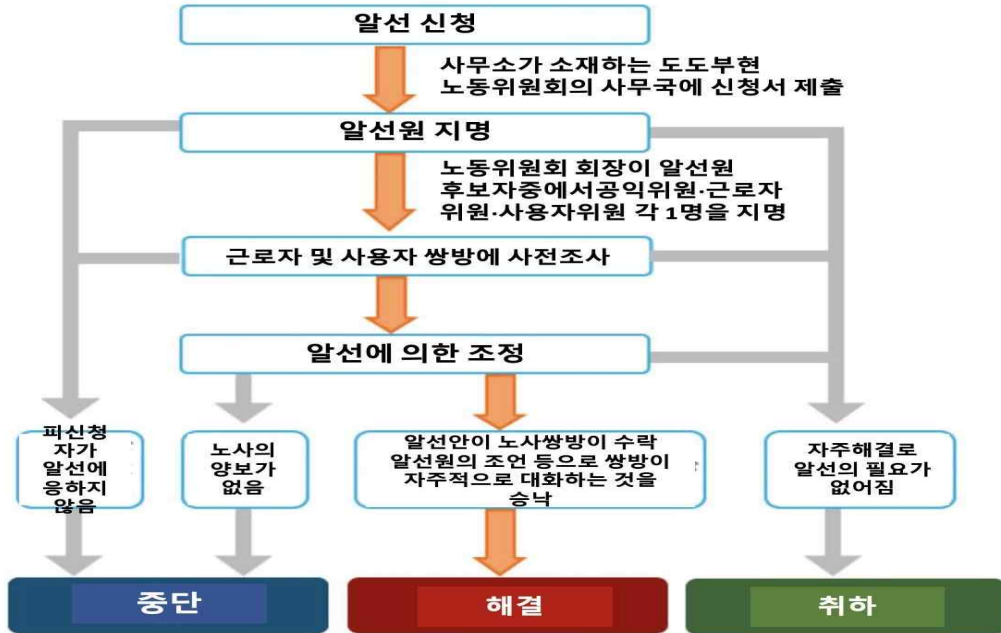 알선 신청
사무소가 소재하는 도도부현
노동위원회의 사무국에 신청서 제출
알선원 지명
노동위원회 회장이 알선원
후보자중에서공익위원·근로자
위원·사용자위원 각 1명을 지명
근로자 및 사용자 쌍방에 사전조사
알선에 의한 조정
피신청
자가
알선에
응하지
않음
노사의
양보가
없음
알선안이 노사쌍방이 수락
알선원의 조언 등으로 쌍방이
자주적으로 대화하는 것을
승낙
자주해결로
알선의 필요가
없어짐
중단
해결
취하